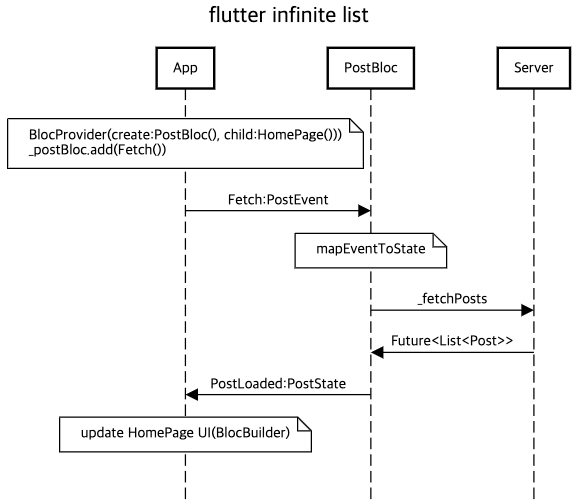 flutter infinite list
App
PostBloc
Server
BlocProvider(create:PostBloc(), child:HomePage()))
_postBloc.add(Fetch())
Fetch:PostEvent
mapEventToState
_fetchPosts
Future<List<Post>>
PostLoaded:PostState
update HomePage UI(BlocBuilder)